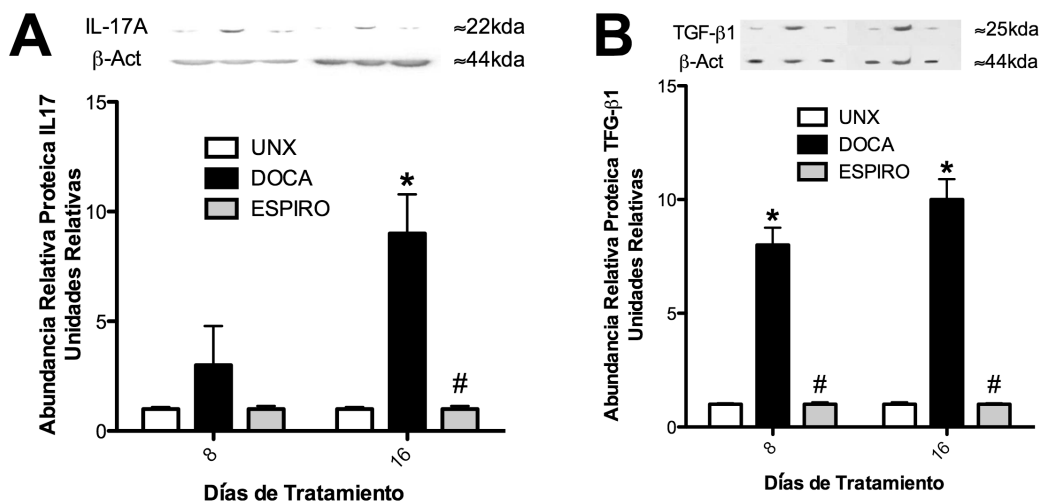 A
IL-17A
≈22kda
β-Act
≈44kda
15
10
5
0
Abundancia Relativa Proteica IL17
Unidades Relativas
UNX
DOCA
ESPIRO
*
#
8
16
Días de Tratamiento
B
TGF-β1
≈25kda
β-Act
≈44kda
15
10
5
0
Abundancia Relativa Proteica TFG-β1
Unidades Relativas
UNX
DOCA
ESPIRO
*
#
*
#
8
16
Días de Tratamiento